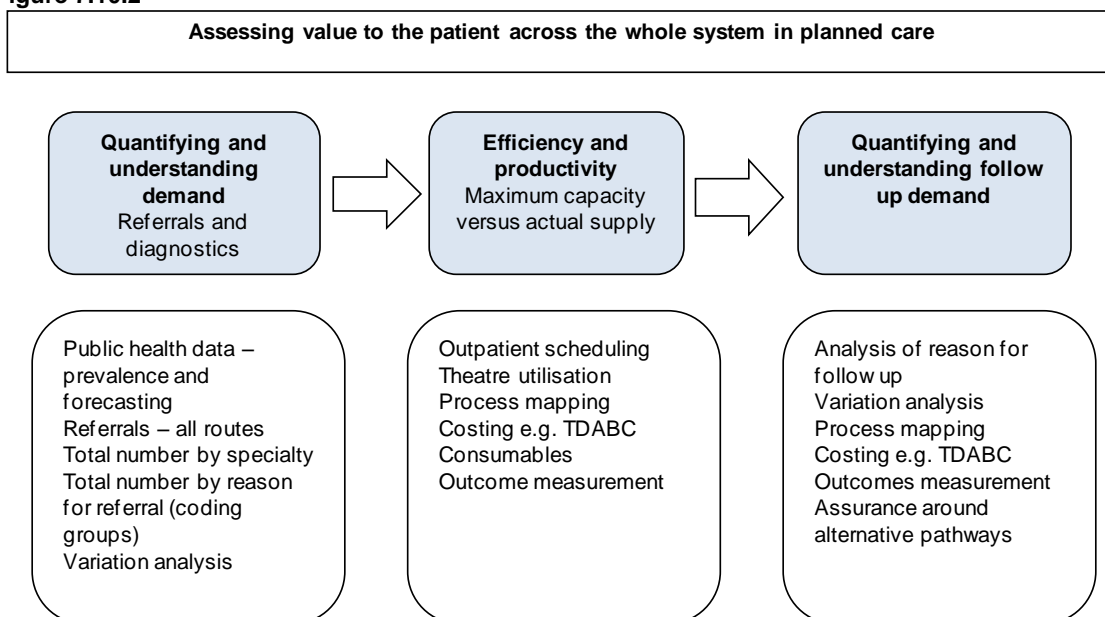 Assessing value to the patient across the whole system in planned care
Quantifying and
understanding
demand
Referrals and
diagnostics
Efficiency and
productivity
Maximum capacity
versus actual supply
Quantifying and
understanding follow
up demand
Public health data –
prevalence and
forecasting
Referrals – all routes
Total number by specialty
Total number by reason
for referral (coding
groups)
Variation analysis
Outpatient scheduling
Theatre utilisation
Process mapping
Costing e.g. TDABC
Consumables
Outcome measurement
Analysis of reason for
follow up
Variation analysis
Process mapping
Costing e.g. TDABC
Outcomes measurement
Assurance around
alternative pathways